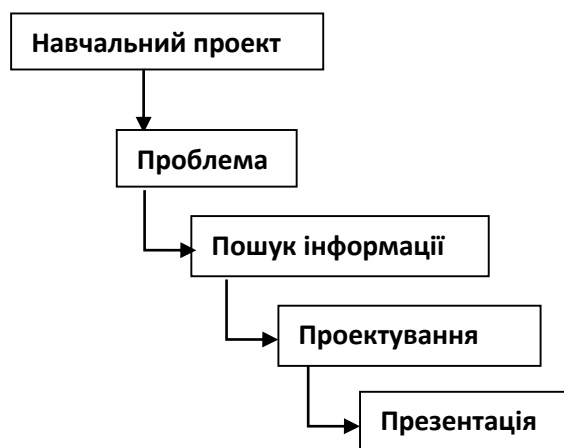 Навчальний проект
Проблема
Пошук інформації
Проектування
Презентація